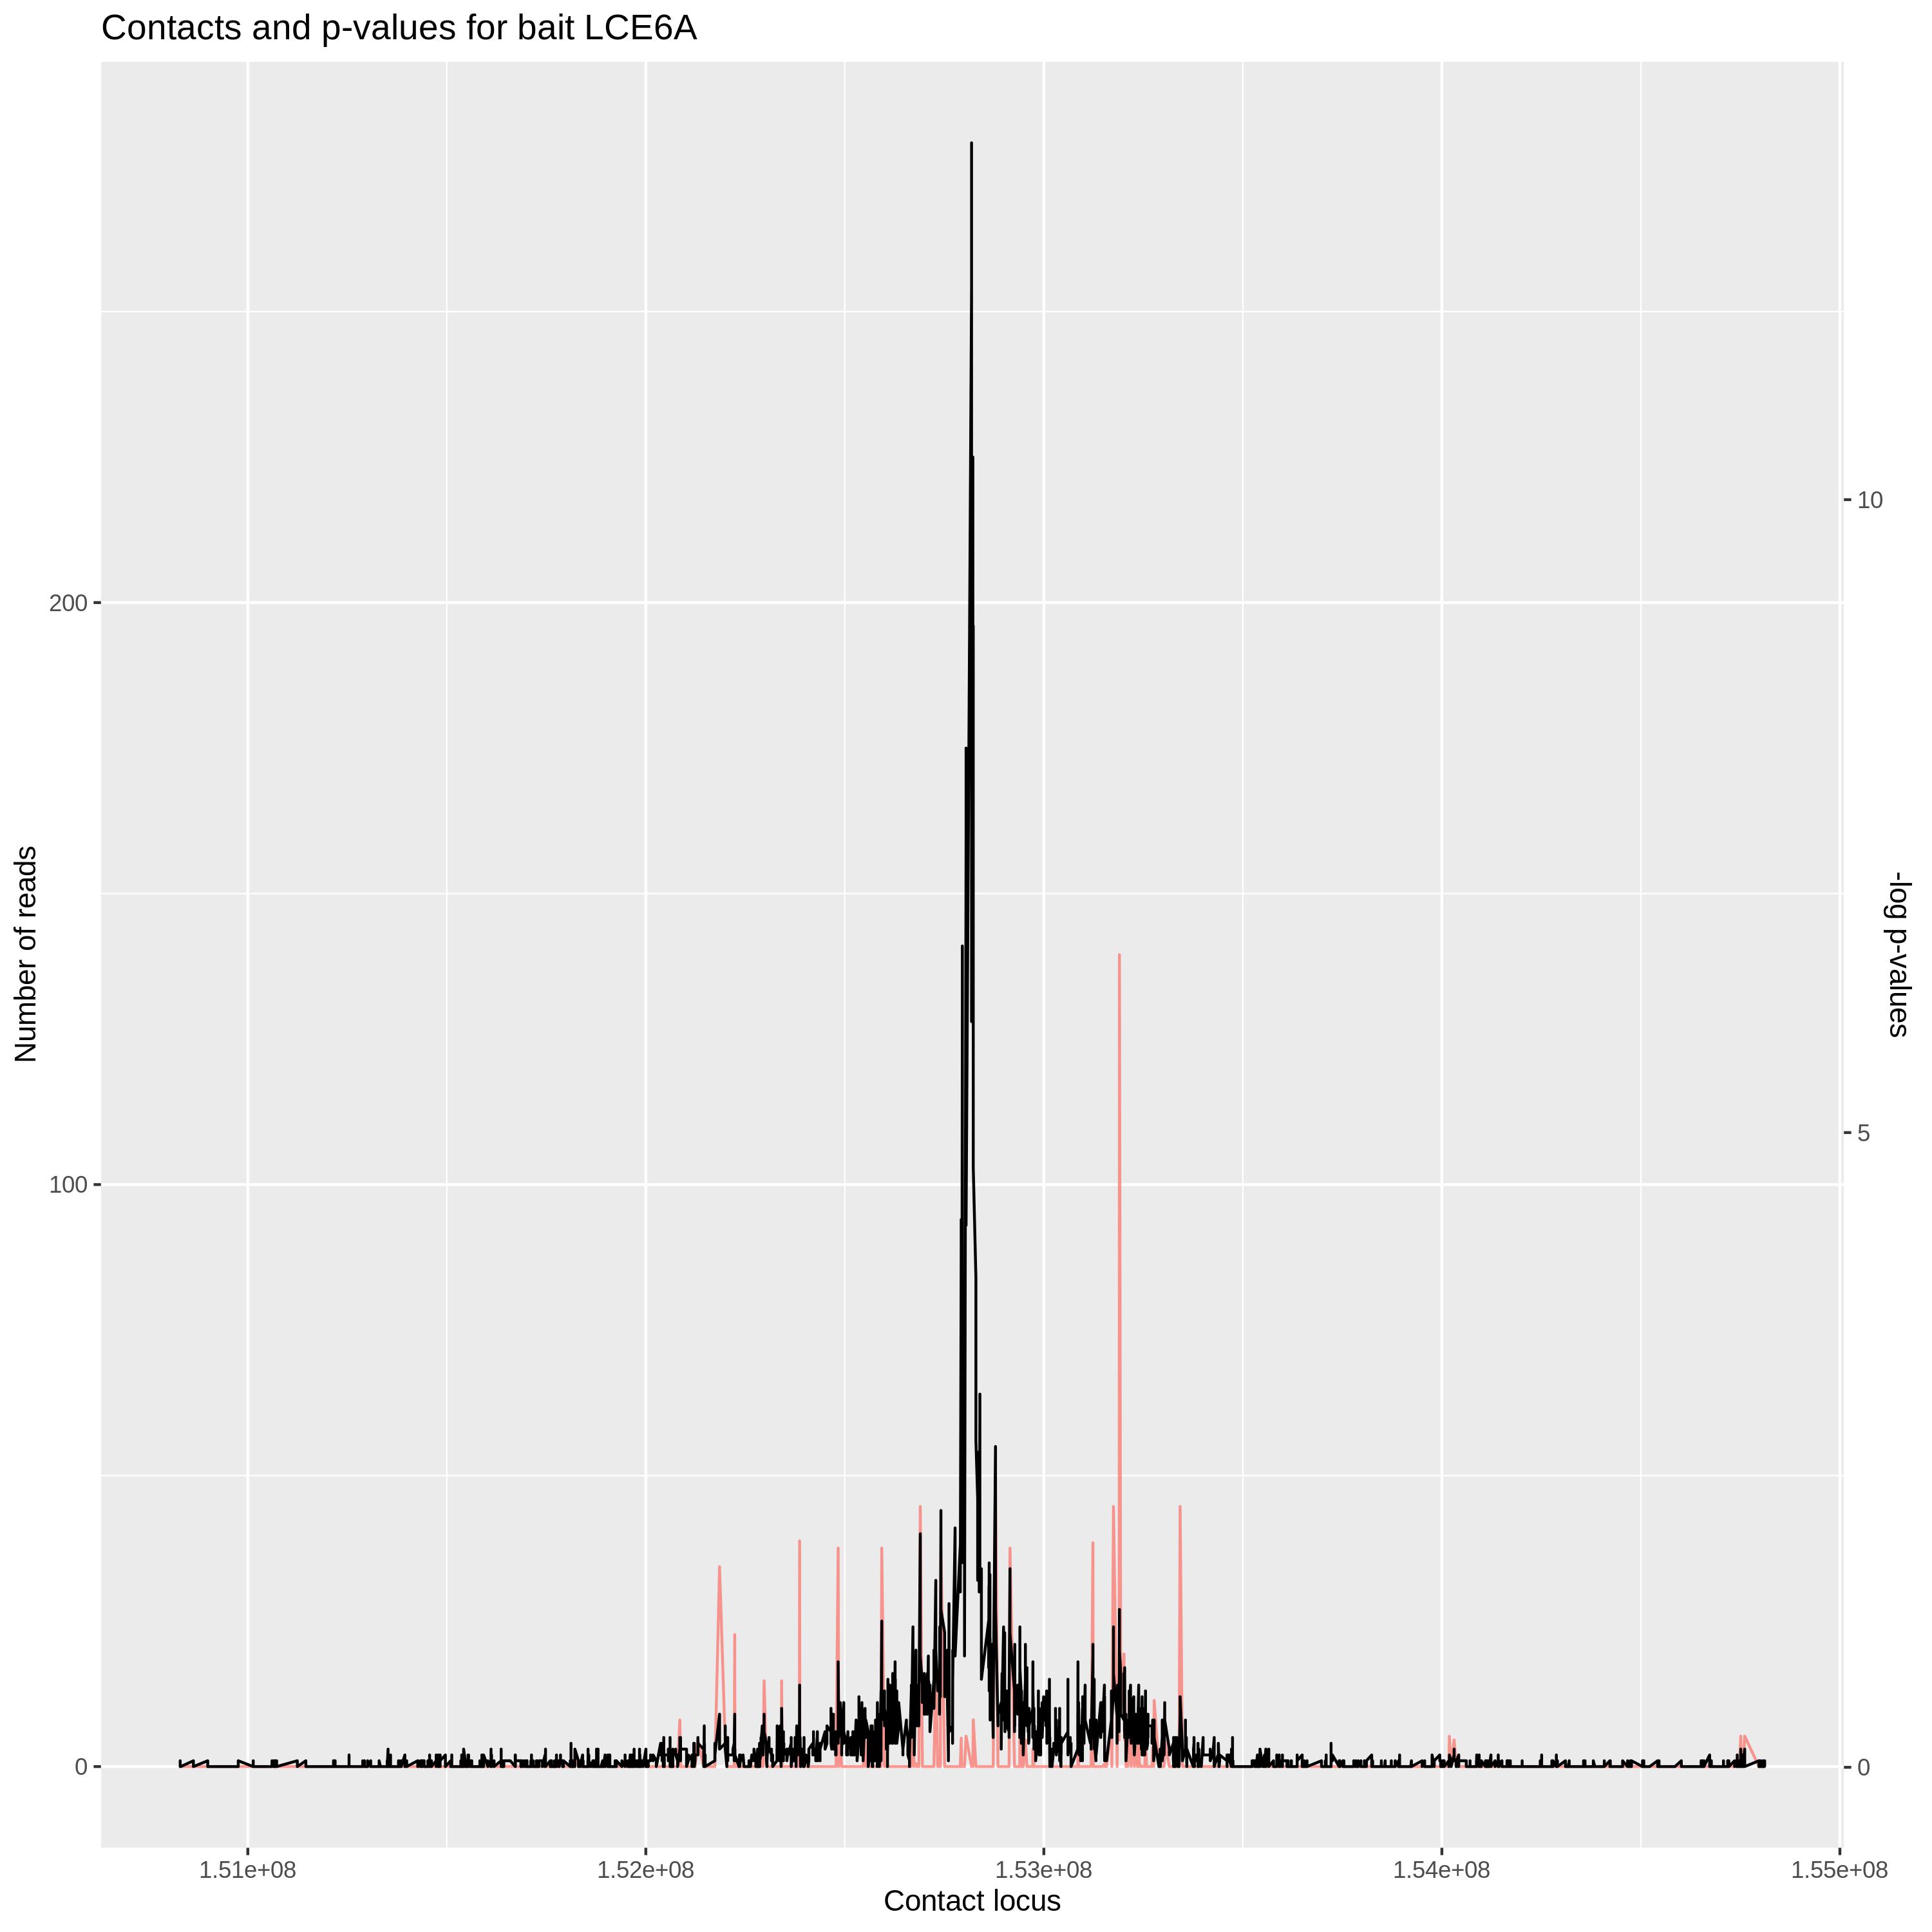 Contacts and p-values for bait LCE6A
200
100
0
Number of reads
10
5
0
-log p-values
1.51e+08
1.52e+08
1.53e+08
1.54e+08
1.55e+08
Contact locus